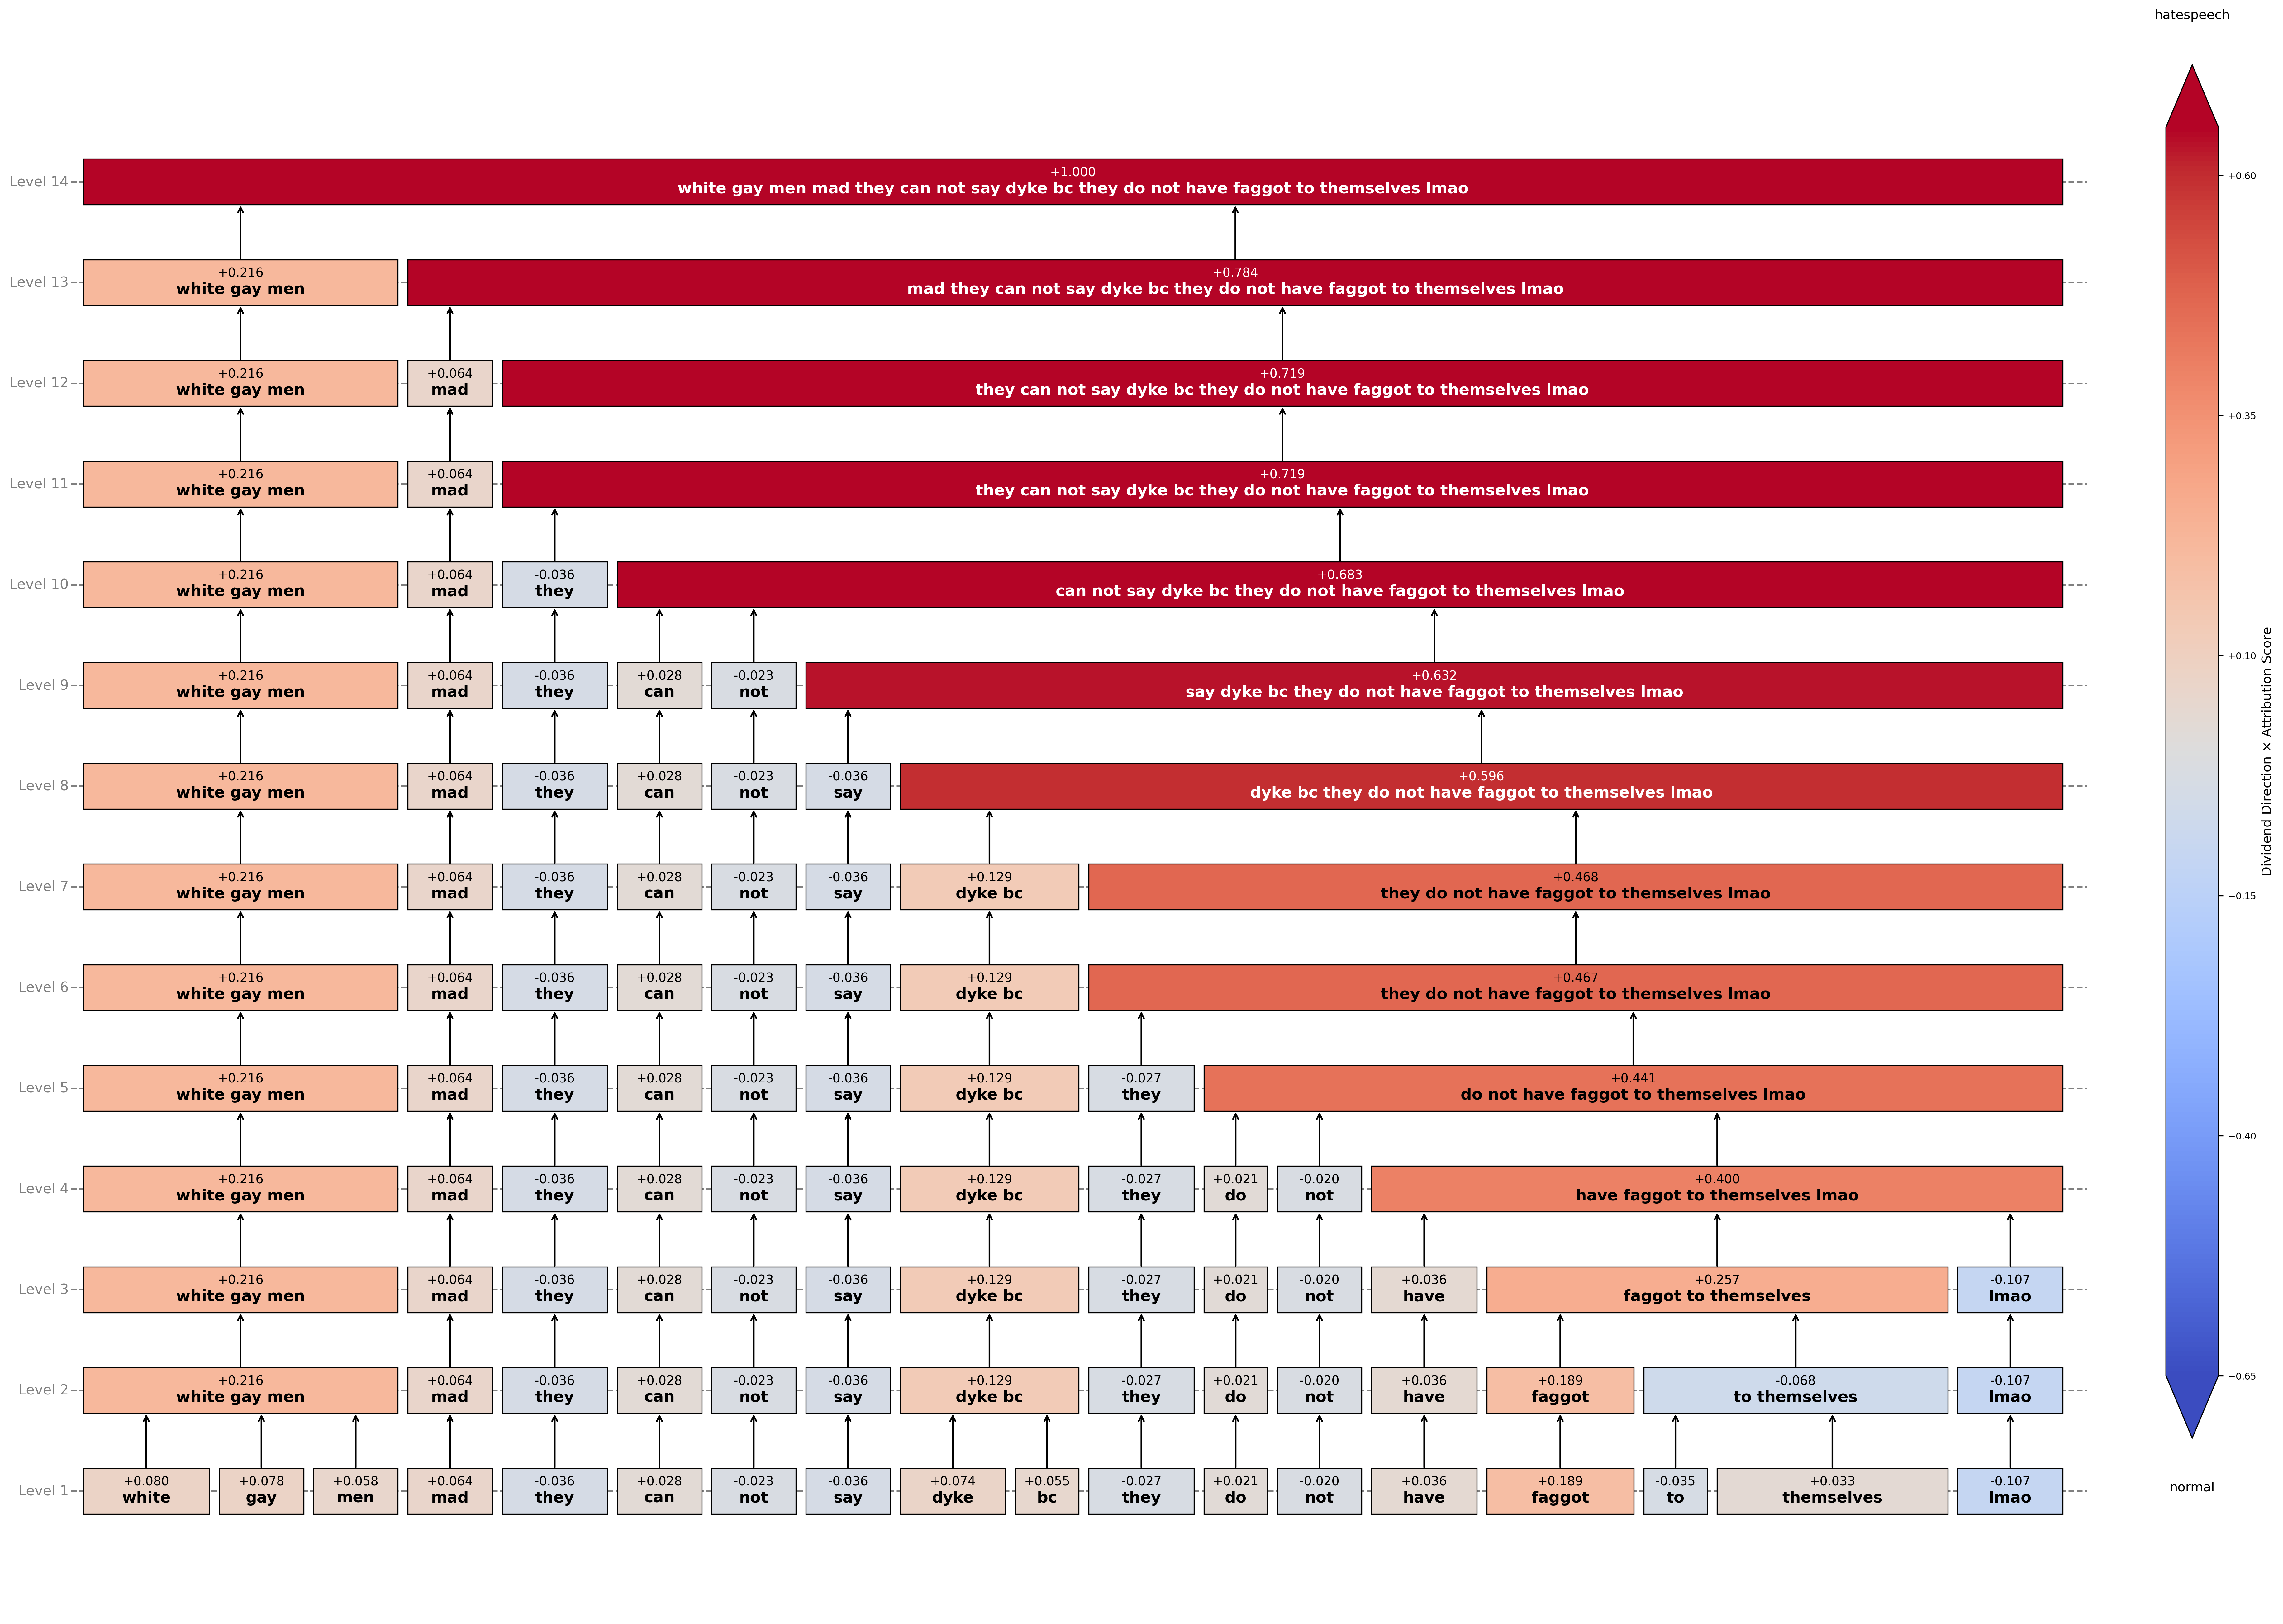 hatespeech
Level 14
+1.000
white gay men mad they can not say dyke bc they do not have faggot to themselves lmao
Level 13
+0.216 +0.784
white gay men mad they can not say dyke bc they do not have faggot to themselves lmao
Level 12
+0.216 +0.064 +0.719
white gay men mad they can not say dyke bc they do not have faggot to themselves lmao
Level 11
+0.216 +0.064 +0.719
white gay men mad they can not say dyke bc they do not have faggot to themselves lmao
Level 10
+0.216 +0.064 -0.036 +0.683
white gay men mad they can not say dyke bc they do not have faggot to themselves lmao
Level 9
+0.216 +0.064 -0.036 +0.028 -0.023 +0.632
white gay men mad they can not say dyke bc they do not have faggot to themselves lmao
Level 8
+0.216 +0.064 -0.036 +0.028 -0.023 -0.036 +0.596
white gay men mad they can not say dyke bc they do not have faggot to themselves lmao
Level 7
+0.216 +0.064 -0.036 +0.028 -0.023 -0.036 +0.129 +0.468
white gay men mad they can not say dyke bc they do not have faggot to themselves lmao
Level 6
+0.216 +0.064 -0.036 +0.028 -0.023 -0.036 +0.129 +0.467
white gay men mad they can not say dyke bc they do not have faggot to themselves lmao
Level 5
+0.216 +0.064 -0.036 +0.028 -0.023 -0.036 +0.129 -0.027 +0.441
white gay men mad they can not say dyke bc they do not have faggot to themselves lmao
Level 4
+0.216 +0.064 -0.036 +0.028 -0.023 -0.036 +0.129 -0.027 +0.021 -0.020 +0.400
white gay men mad they can not say dyke bc they do not have faggot to themselves lmao
Level 3
+0.216 +0.064 -0.036 +0.028 -0.023 -0.036 +0.129 -0.027 +0.021 -0.020 +0.036 +0.257 -0.107
white gay men mad they can not say dyke bc they do not have faggot to themselves lmao
Level 2
+0.216 +0.064 -0.036 +0.028 -0.023 -0.036 +0.129 -0.027 +0.021 -0.020 +0.036 +0.189 -0.068 -0.107
white gay men mad they can not say dyke bc they do not have faggot to themselves lmao
Level 1
+0.080 +0.078 +0.058 +0.064 -0.036 +0.028 -0.023 -0.036 +0.074 +0.055 -0.027 +0.021 -0.020 +0.036 +0.189 -0.035 +0.033 -0.107
white gay men mad they can not say dyke bc they do not have faggot to themselves lmao
+0.60
+0.35
+0.10
−0.15
−0.40
−0.65
Dividend Direction × Attribution Score
normal